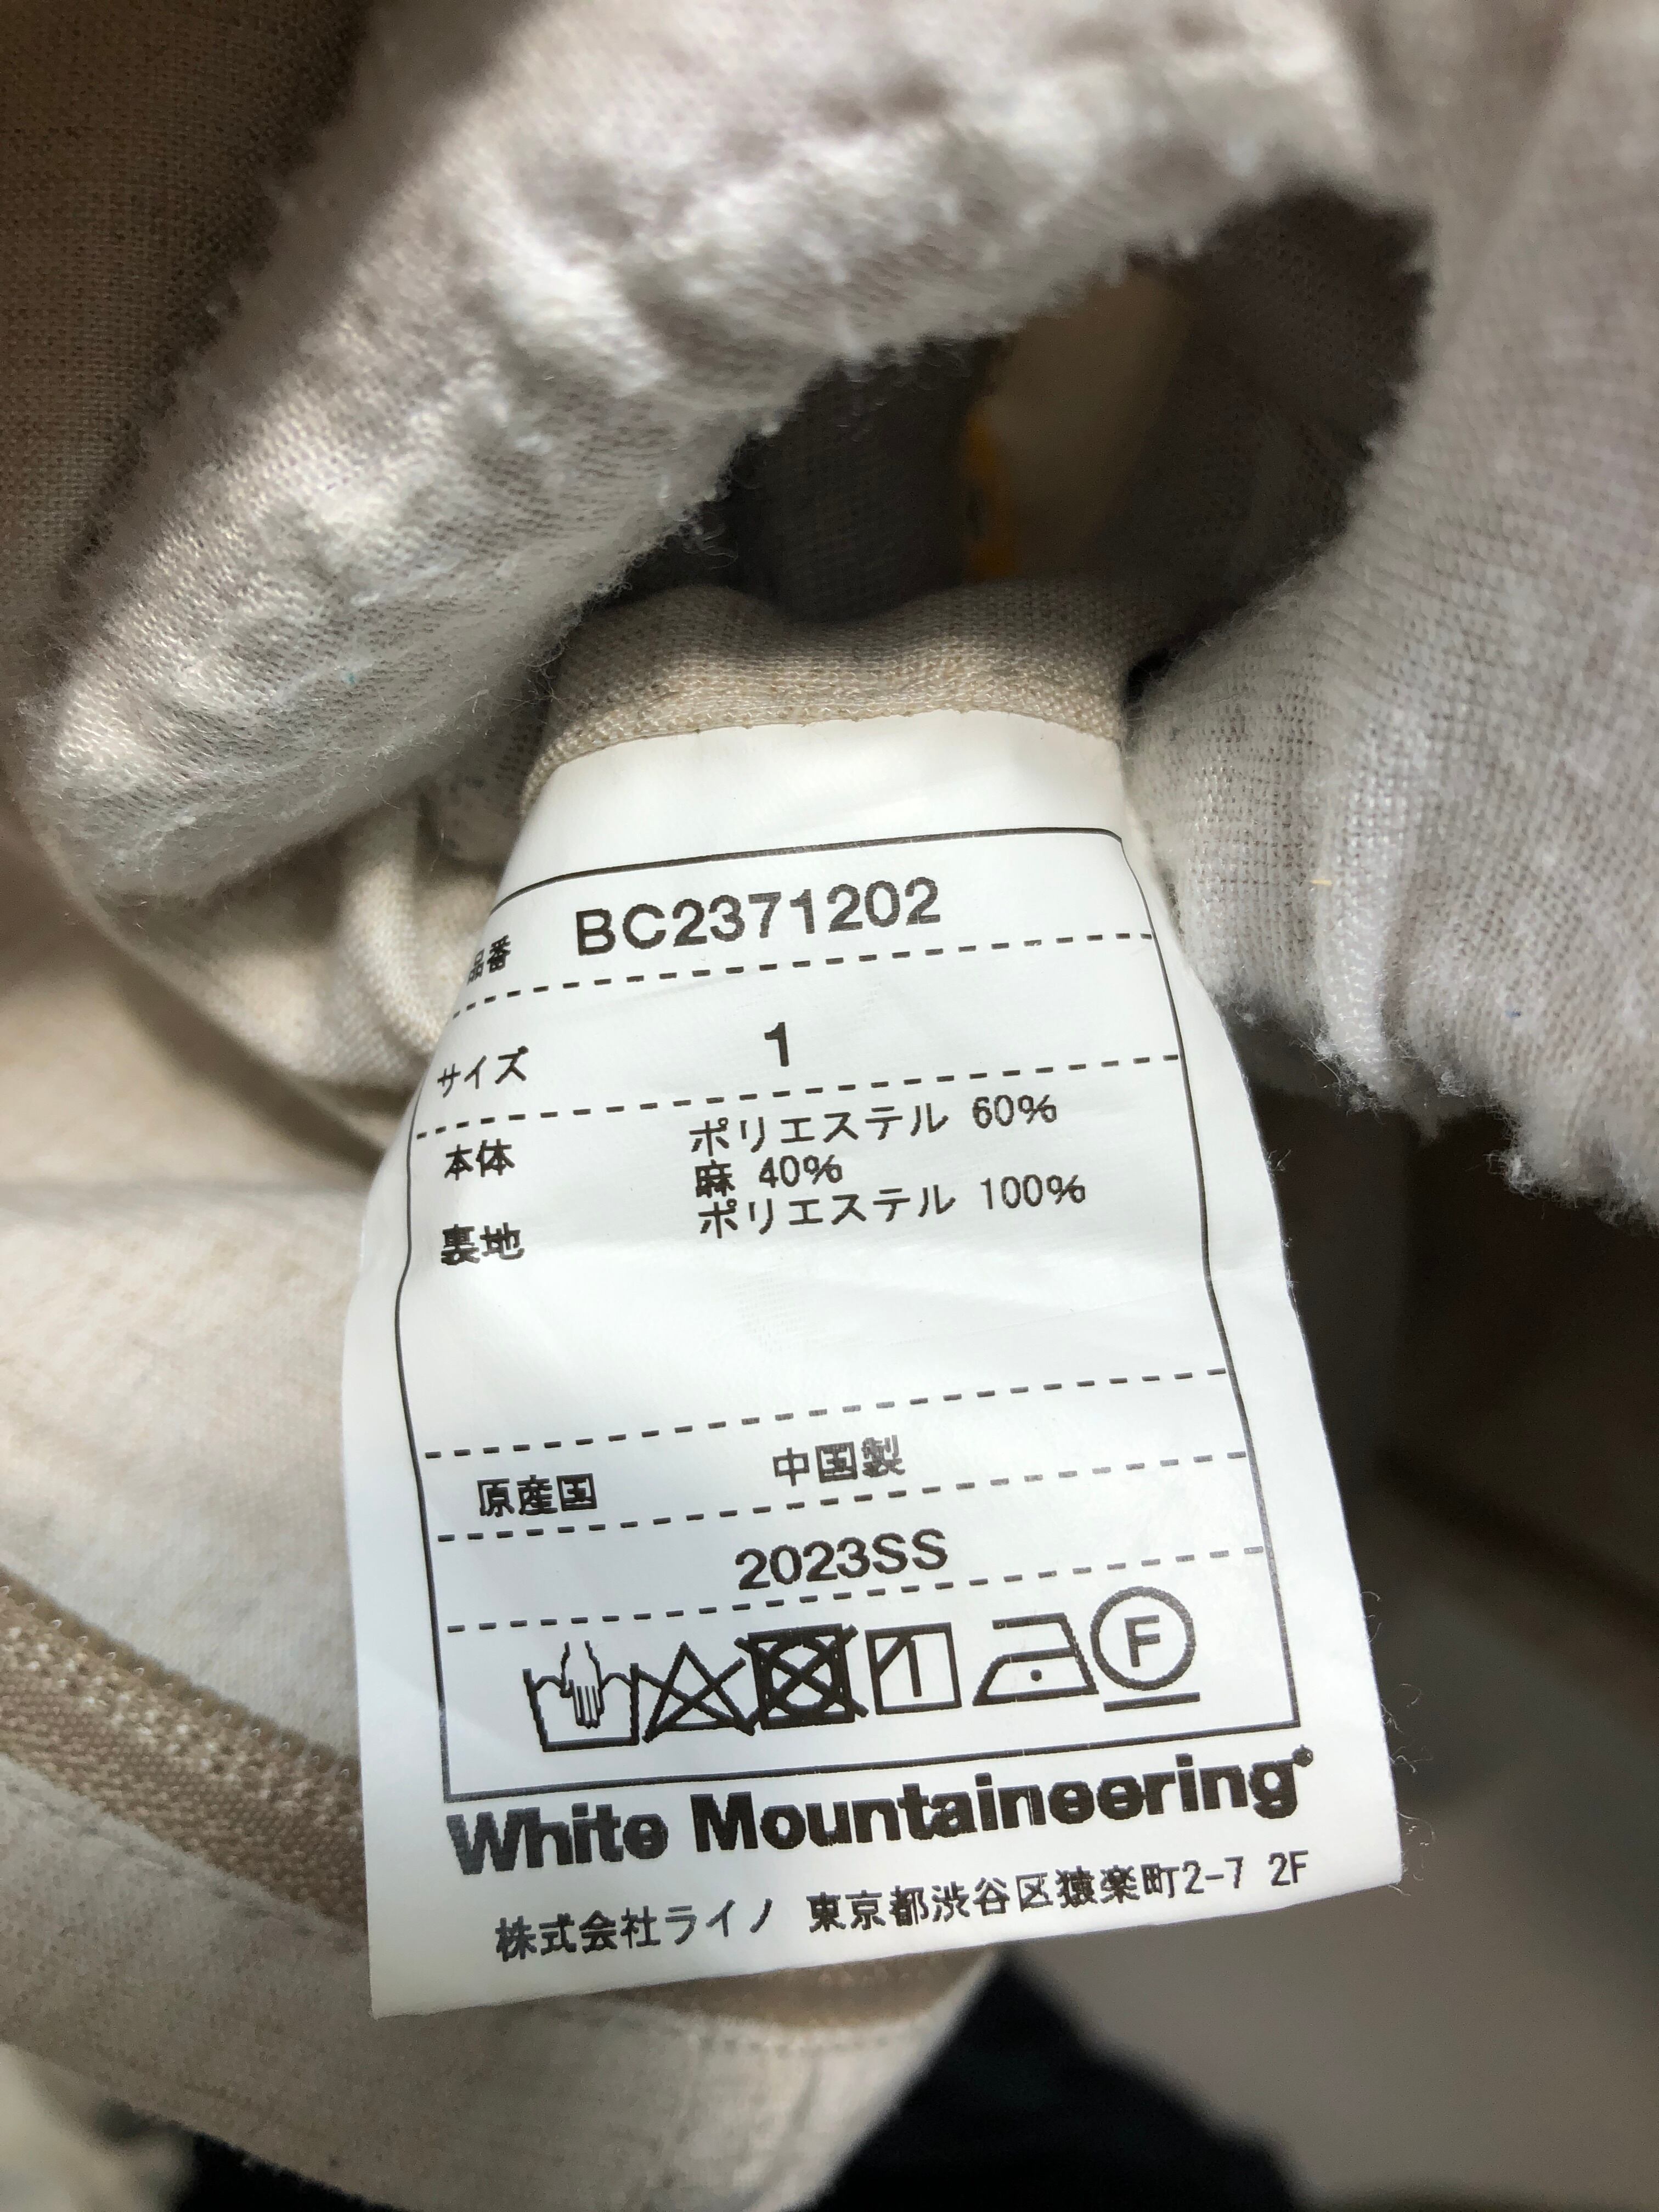 品番 BC2371202
サイズ 1
本体 ポリエステル 60%
麻 40%
裏地 ポリエステル 100%
原産国 中国製
2023SS
F
White Mountaineering
株式会社ライノ 東京都渋谷区猿楽町2-7 2F